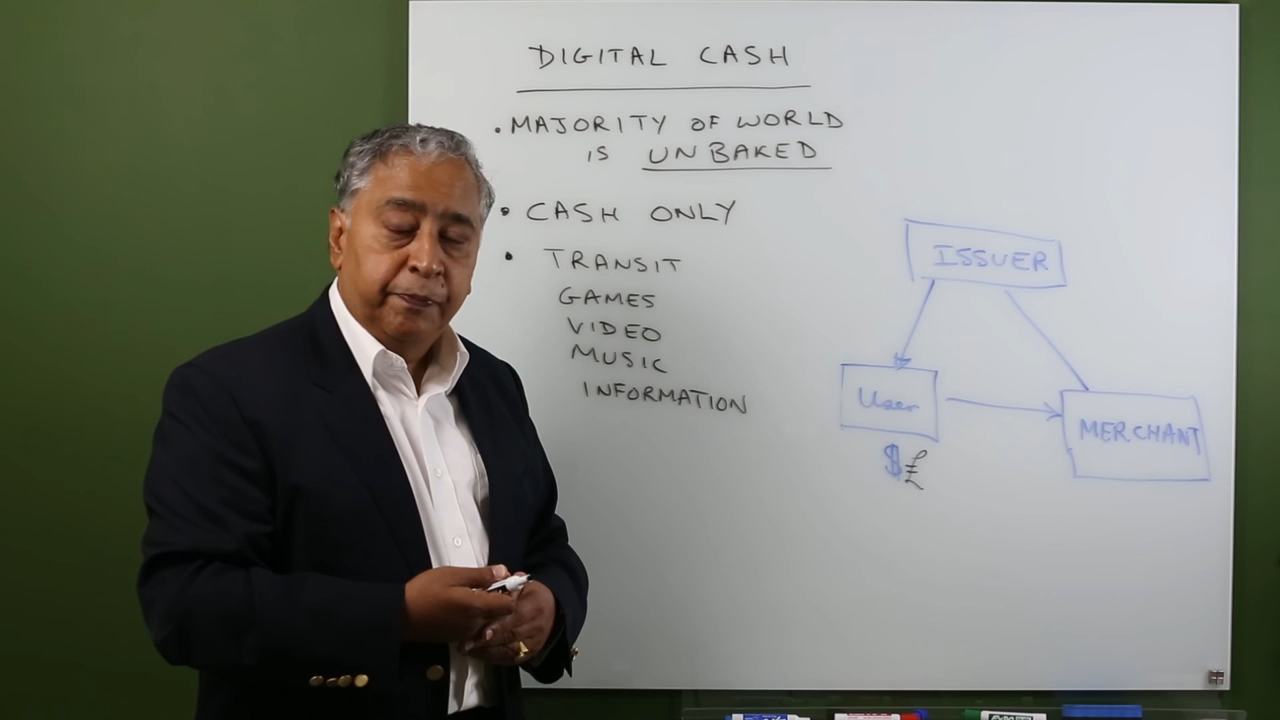 DIGITAL CASH
• MAJORITY OF WORLD
IS UNBAKED
• CASH ONLY
• TRANSIT
GAMES
VIDEO
MUSIC
INFORMATION
ISSUER
User
MERCHANT
$£